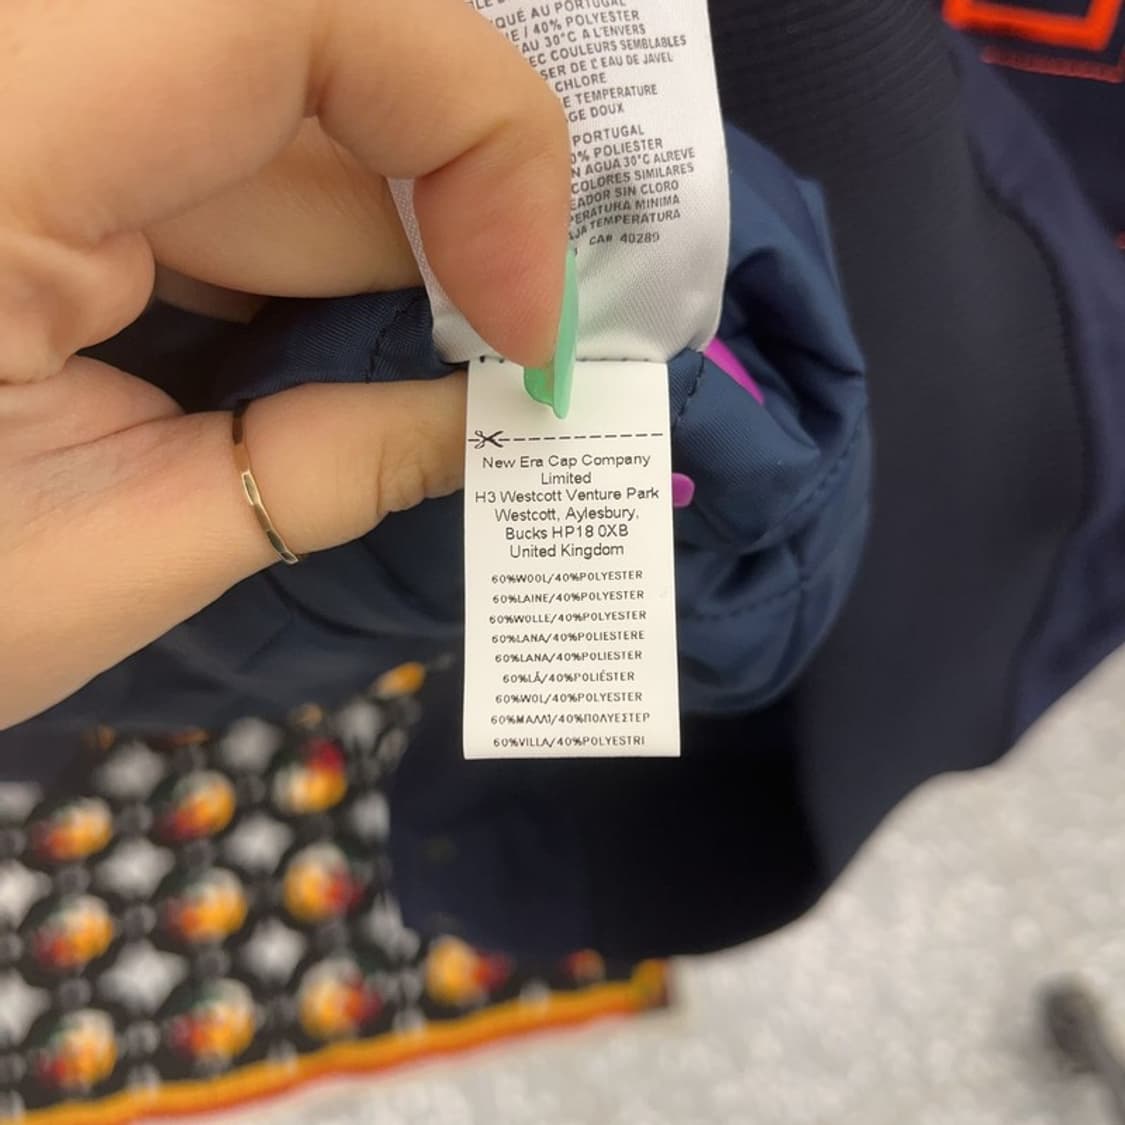 QUÉ AU PORTUGAL
E / 40% POLYESTER
EAU 30°C A L'ENVERS
EC COULEURS SEMBLABLES
SER DE L'EAU DE JAVEL
CHLORE
E TEMPERATURE
GE DOUX
PORTUGAL
0% POLIESTER
N AGUA 30°C ALREVE
COLORES SIMILARES
EADOR SIN CLORO
PERATURA MINIMA
JA TEMPERATURA
CA# 40289
New Era Cap Company
Limited
H3 Westcott Venture Park
Westcott, Aylesbury,
Bucks HP18 0XB
United Kingdom
60%WOOL/40%POLYESTER
60%LAINE/40%POLYESTER
60%WOLLE/40%POLYESTER
60%LANA/40%POLIESTERE
60%LANA/40%POLIESTER
60%LÃ/40%POLIÉSTER
60%WOL/40%POLYESTER
60%ΜΑΛΛΙ/40%ΠΟΛΥΕΣΤΕΡ
60%VILLA/40%POLYESTRI